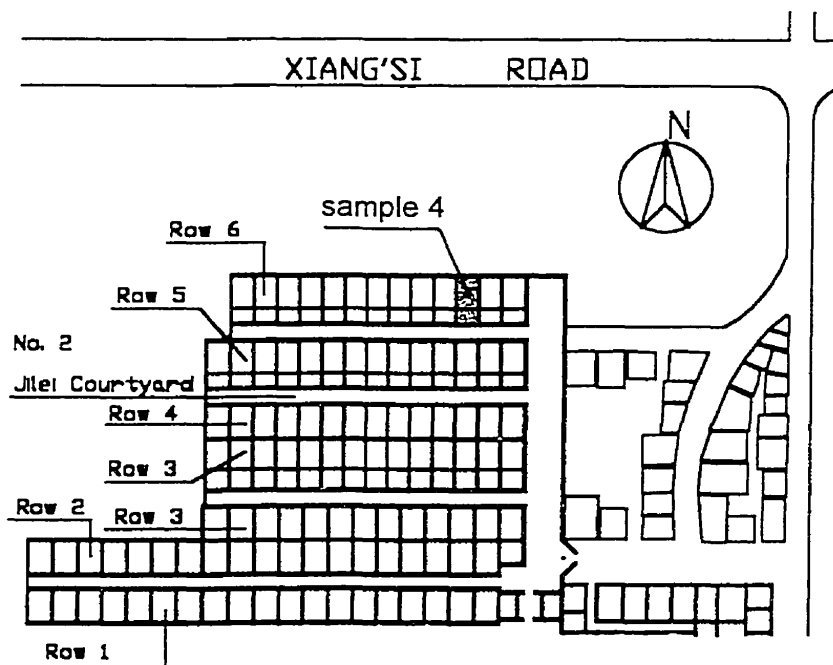 XIANG'SI ROAD
N
sample 4
Row 6
Row 5
No. 2
Jilei Courtyard
Row 4
Row 3
Row 2
Row 3
Row 1